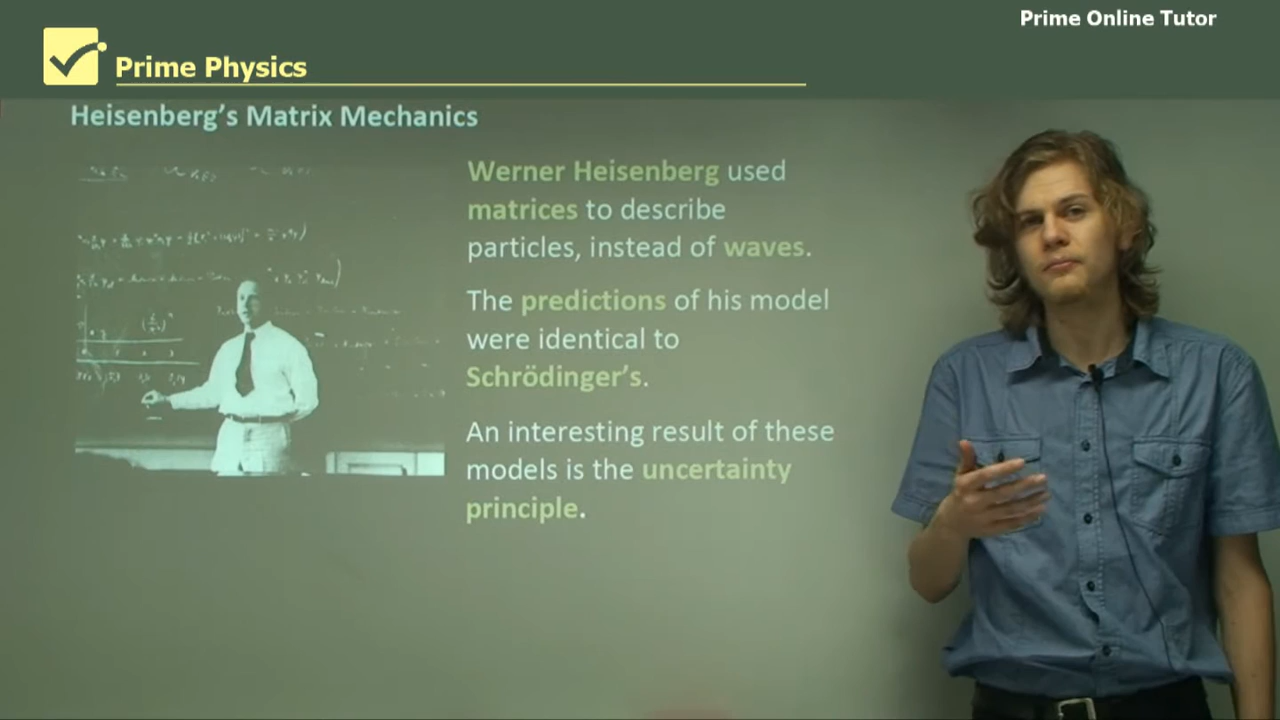 Prime Online Tutor
Prime Physics
Heisenberg's Matrix Mechanics
Werner Heisenberg used
matrices to describe
particles, instead of waves.
The predictions of his model
were identical to
Schrödinger's.
An interesting result of these
models is the uncertainty
principle.